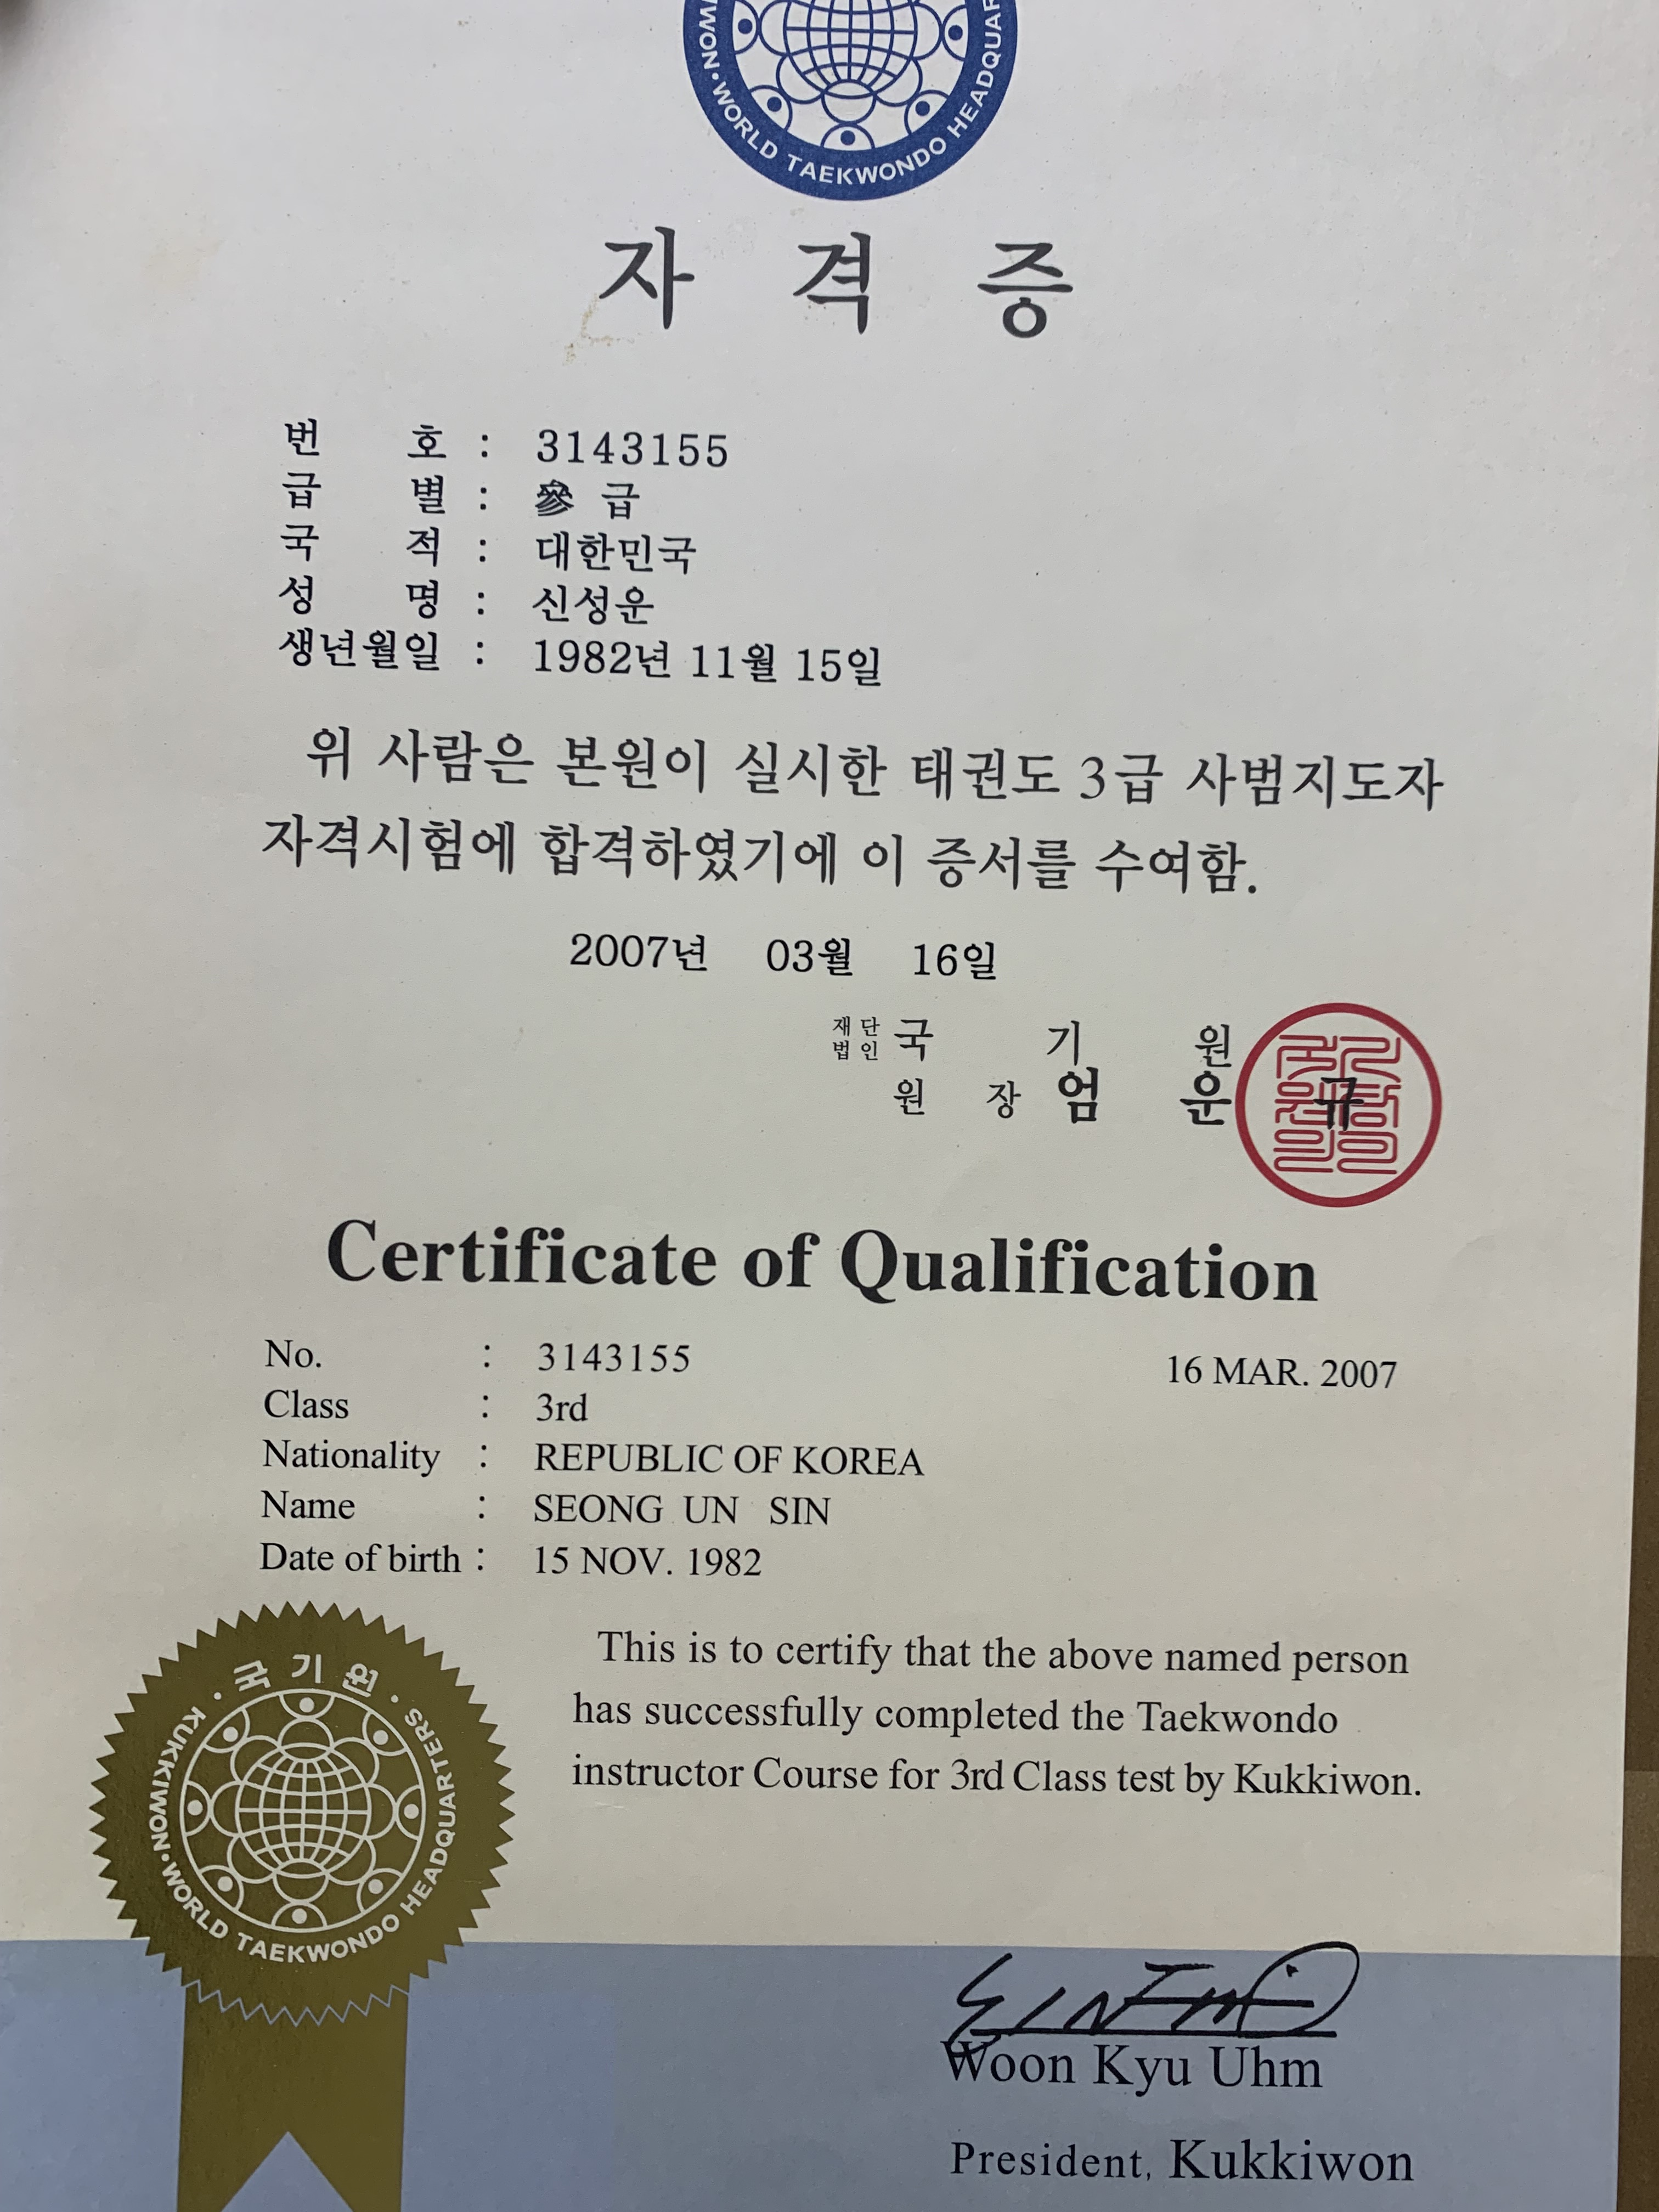 WON • WORLD TAEKWONDO HEADQUAR
자 격 증
번 호 : 3143155
급 별 : 參 급
국 적 : 대한민국
성 명 : 신성운
생년월일 : 1982년 11월 15일
위 사람은 본원이 실시한 태권도 3급 사범지도자
자격시험에 합격하였기에 이 증서를 수여함.
2007년 03월 16일
재단법인 국 기 원
원 장 엄 운 규
Certificate of Qualification
No. : 3143155 16 MAR. 2007
Class : 3rd
Nationality : REPUBLIC OF KOREA
Name : SEONG UN SIN
Date of birth : 15 NOV. 1982
This is to certify that the above named person
has successfully completed the Taekwondo
instructor Course for 3rd Class test by Kukkiwon.
• 국기원 •
KUKKIWON • WORLD TAEKWONDO HEADQUARTERS
Woon Kyu Uhm
President, Kukkiwon